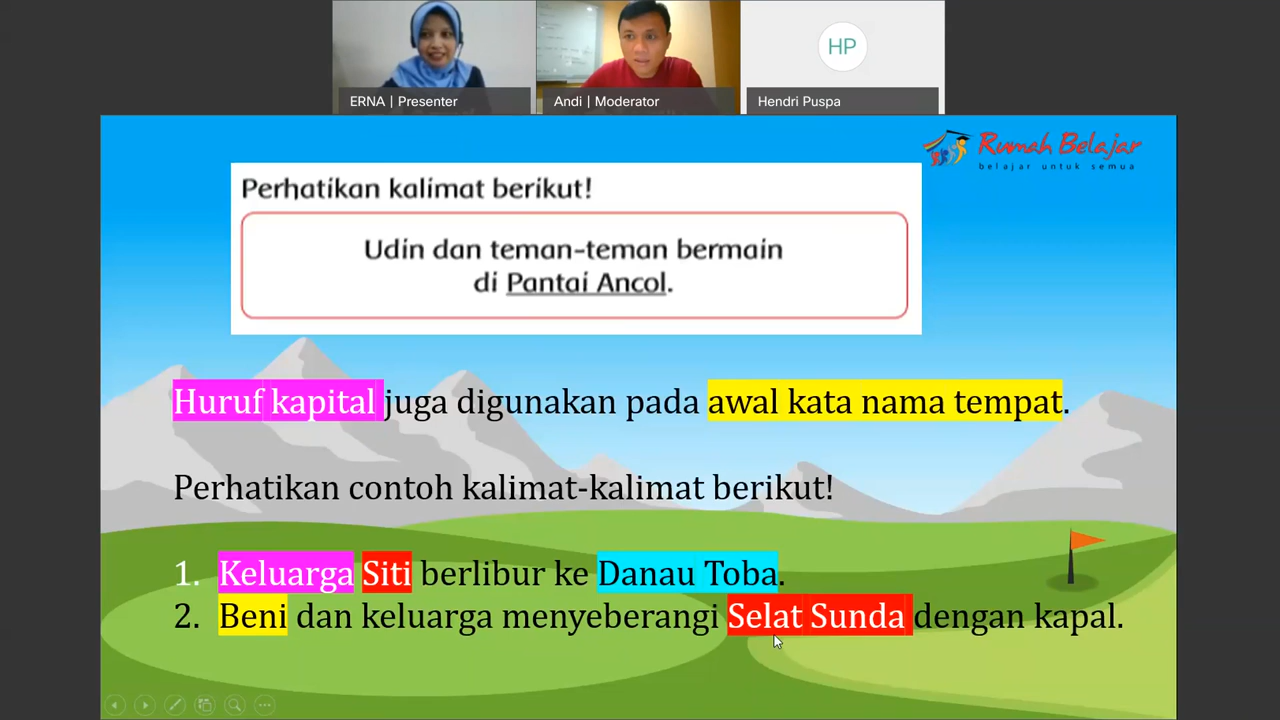 ERNA | Presenter
Andi | Moderator
HP
Hendri Puspa
Rumah Belajar
belajar untuk semua
Perhatikan kalimat berikut!
Udin dan teman-teman bermain
di Pantai Ancol.
Huruf kapital juga digunakan pada awal kata nama tempat.
Perhatikan contoh kalimat-kalimat berikut!
1. Keluarga Siti berlibur ke Danau Toba.
2. Beni dan keluarga menyeberangi Selat Sunda dengan kapal.